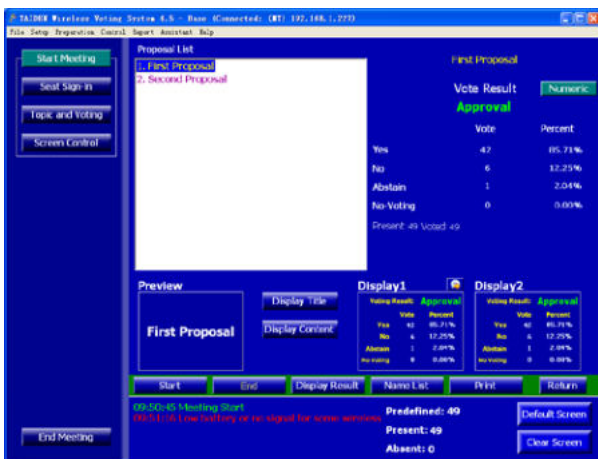 TAIDEN Wireless Voting System 4.5 - Base (Connected: (MT) 192.168.1.227)
File Setup Preparation Control Report Assistant Help
Start Meeting
Seat Sign-in
Topic and Voting
Screen Control
End Meeting
Proposal List
1. First Proposal
2. Second Proposal
First Proposal
Vote Result Numeric
Approval
Vote Percent
Yes 42 85.71%
No 6 12.25%
Abstain 1 2.04%
No-Voting 0 0.00%
Present 49 Voted 49
Preview
First Proposal
Display Title
Display Content
Display1
Voting Result: Approval
Vote Percent
Yes 42 85.71%
No 6 12.25%
Abstain 1 2.04%
No Voting 0 0.00%
Display2
Voting Result: Approval
Vote Percent
Yes 42 85.71%
No 6 12.25%
Abstain 1 2.04%
No Voting 0 0.00%
Start End Display Result Name List Print Return
09:50:45 Meeting Start
09:51:16 Low battery or no signal for some wireless
Predefined: 49
Present: 49
Absent: 0
Default Screen
Clear Screen